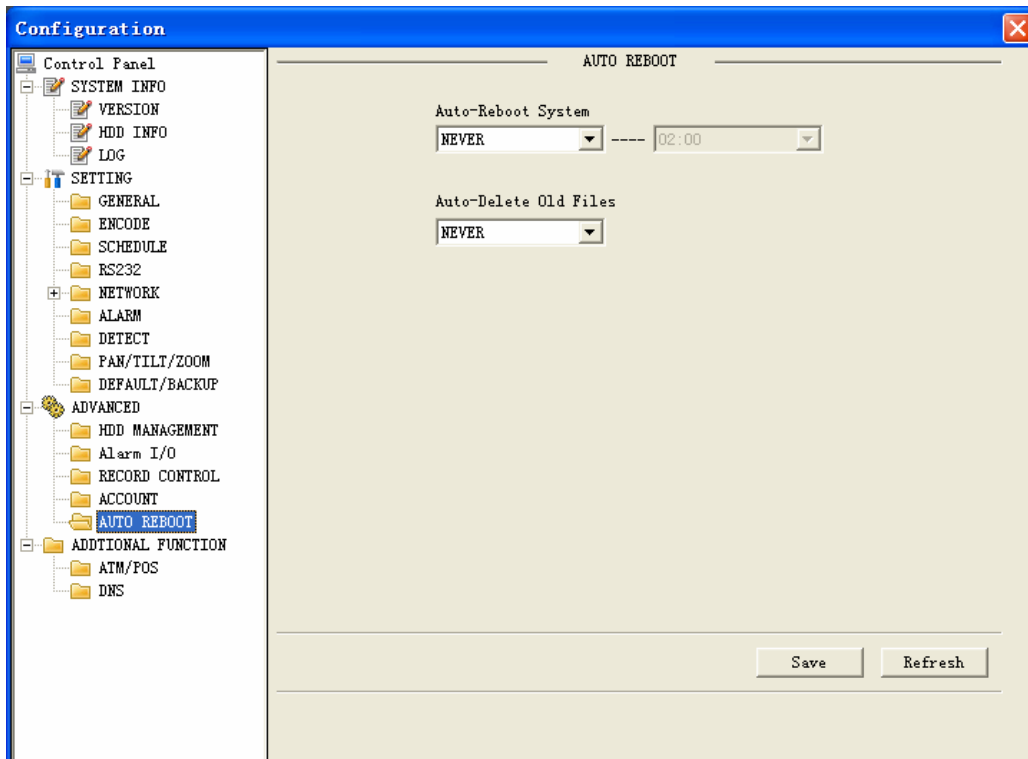 Configuration
Control Panel
SYSTEM INFO
VERSION
HDD INFO
LOG
SETTING
GENERAL
ENCODE
SCHEDULE
RS232
NETWORK
ALARM
DETECT
PAN/TILT/ZOOM
DEFAULT/BACKUP
ADVANCED
HDD MANAGEMENT
Alarm I/O
RECORD CONTROL
ACCOUNT
AUTO REBOOT
ADDTIONAL FUNCTION
ATM/POS
DNS
AUTO REBOOT
Auto-Reboot System
NEVER ---- 02:00
Auto-Delete Old Files
NEVER
Save Refresh